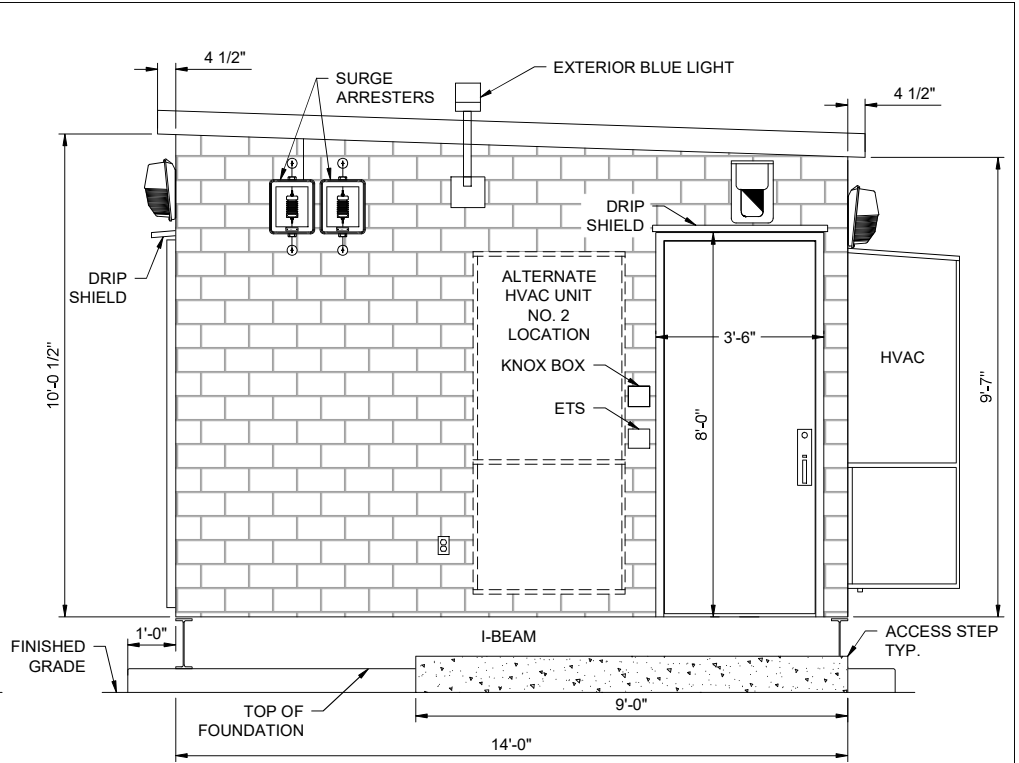 4 1/2"
SURGE
ARRESTERS
EXTERIOR BLUE LIGHT
4 1/2"
DRIP
SHIELD
DRIP
SHIELD
ALTERNATE
HVAC UNIT
NO. 2
LOCATION
3'-6"
HVAC
KNOX BOX
10'-0 1/2"
9'-7"
ETS
8'-0"
1'-0"
I-BEAM
ACCESS STEP
TYP.
FINISHED
GRADE
TOP OF
FOUNDATION
9'-0"
14'-0"